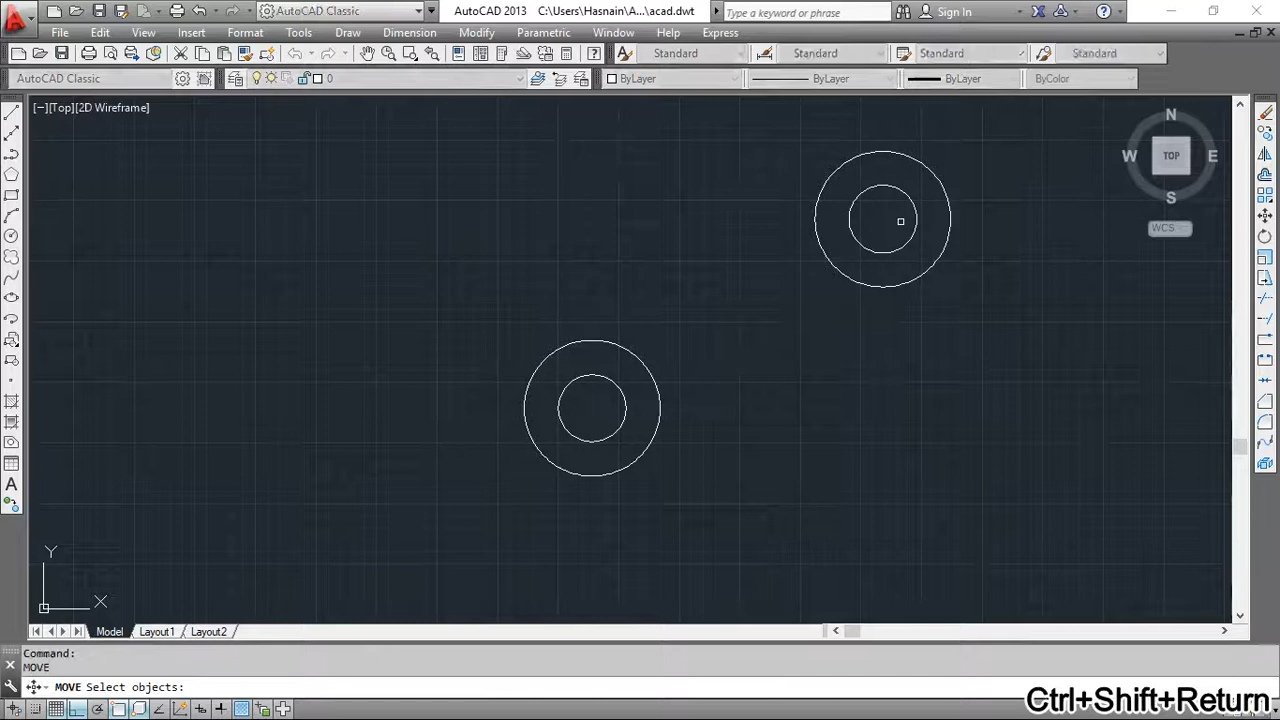 AutoCAD Classic
AutoCAD 2013 C:\Users\Hasnain\A...\acad.dwt
Type a keyword or phrase
Sign In
File Edit View Insert Format Tools Draw Dimension Modify Parametric Window Help Express
Standard Standard Standard Standard
AutoCAD Classic 0 ByLayer ByLayer ByLayer ByColor
[−][Top][2D Wireframe]
N
W TOP E
S
WCS
Y
X
Model Layout1 Layout2
Command:
MOVE
MOVE Select objects:
Ctrl+Shift+Return